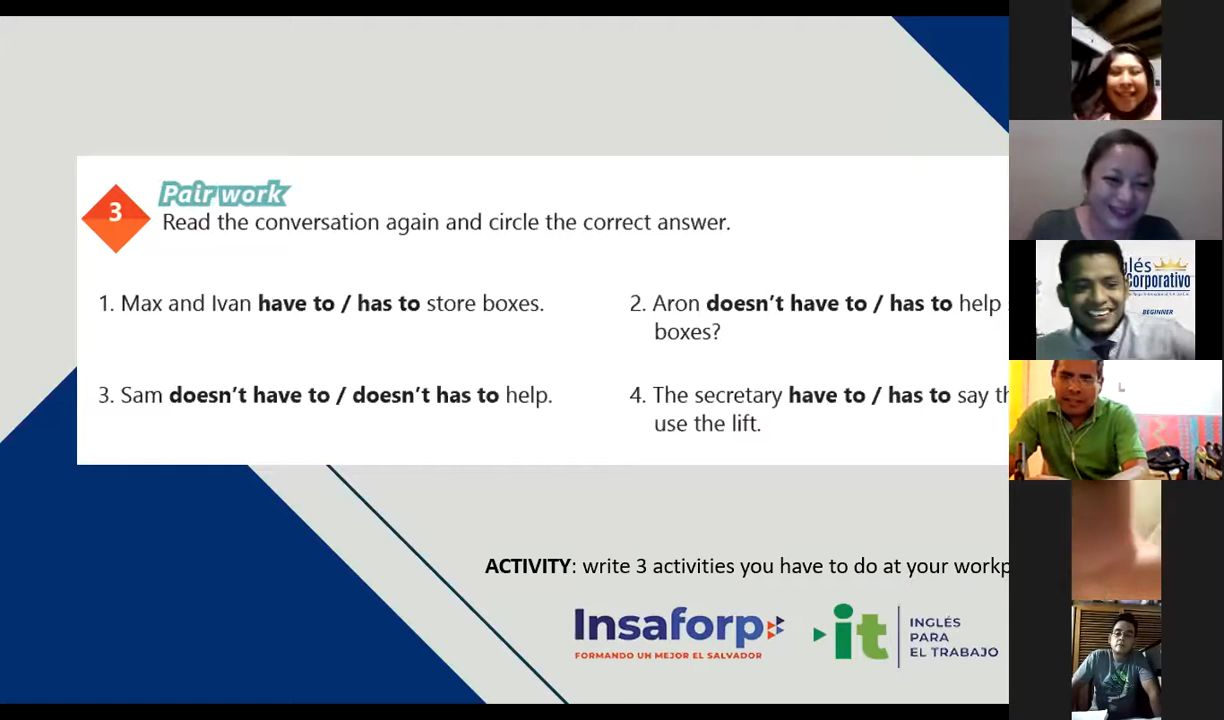 Pair work
3
Read the conversation again and circle the correct answer.
1. Max and Ivan have to / has to store boxes.
2. Aron doesn't have to / has to help
boxes?
3. Sam doesn't have to / doesn't has to help.
4. The secretary have to / has to say
use the lift.
ACTIVITY: write 3 activities you have to do at your
Insaforp
FORMANDO UN MEJOR EL SALVADOR
it
INGLÉS
PARA
EL TRABAJO
Corporativo
BEGINNER